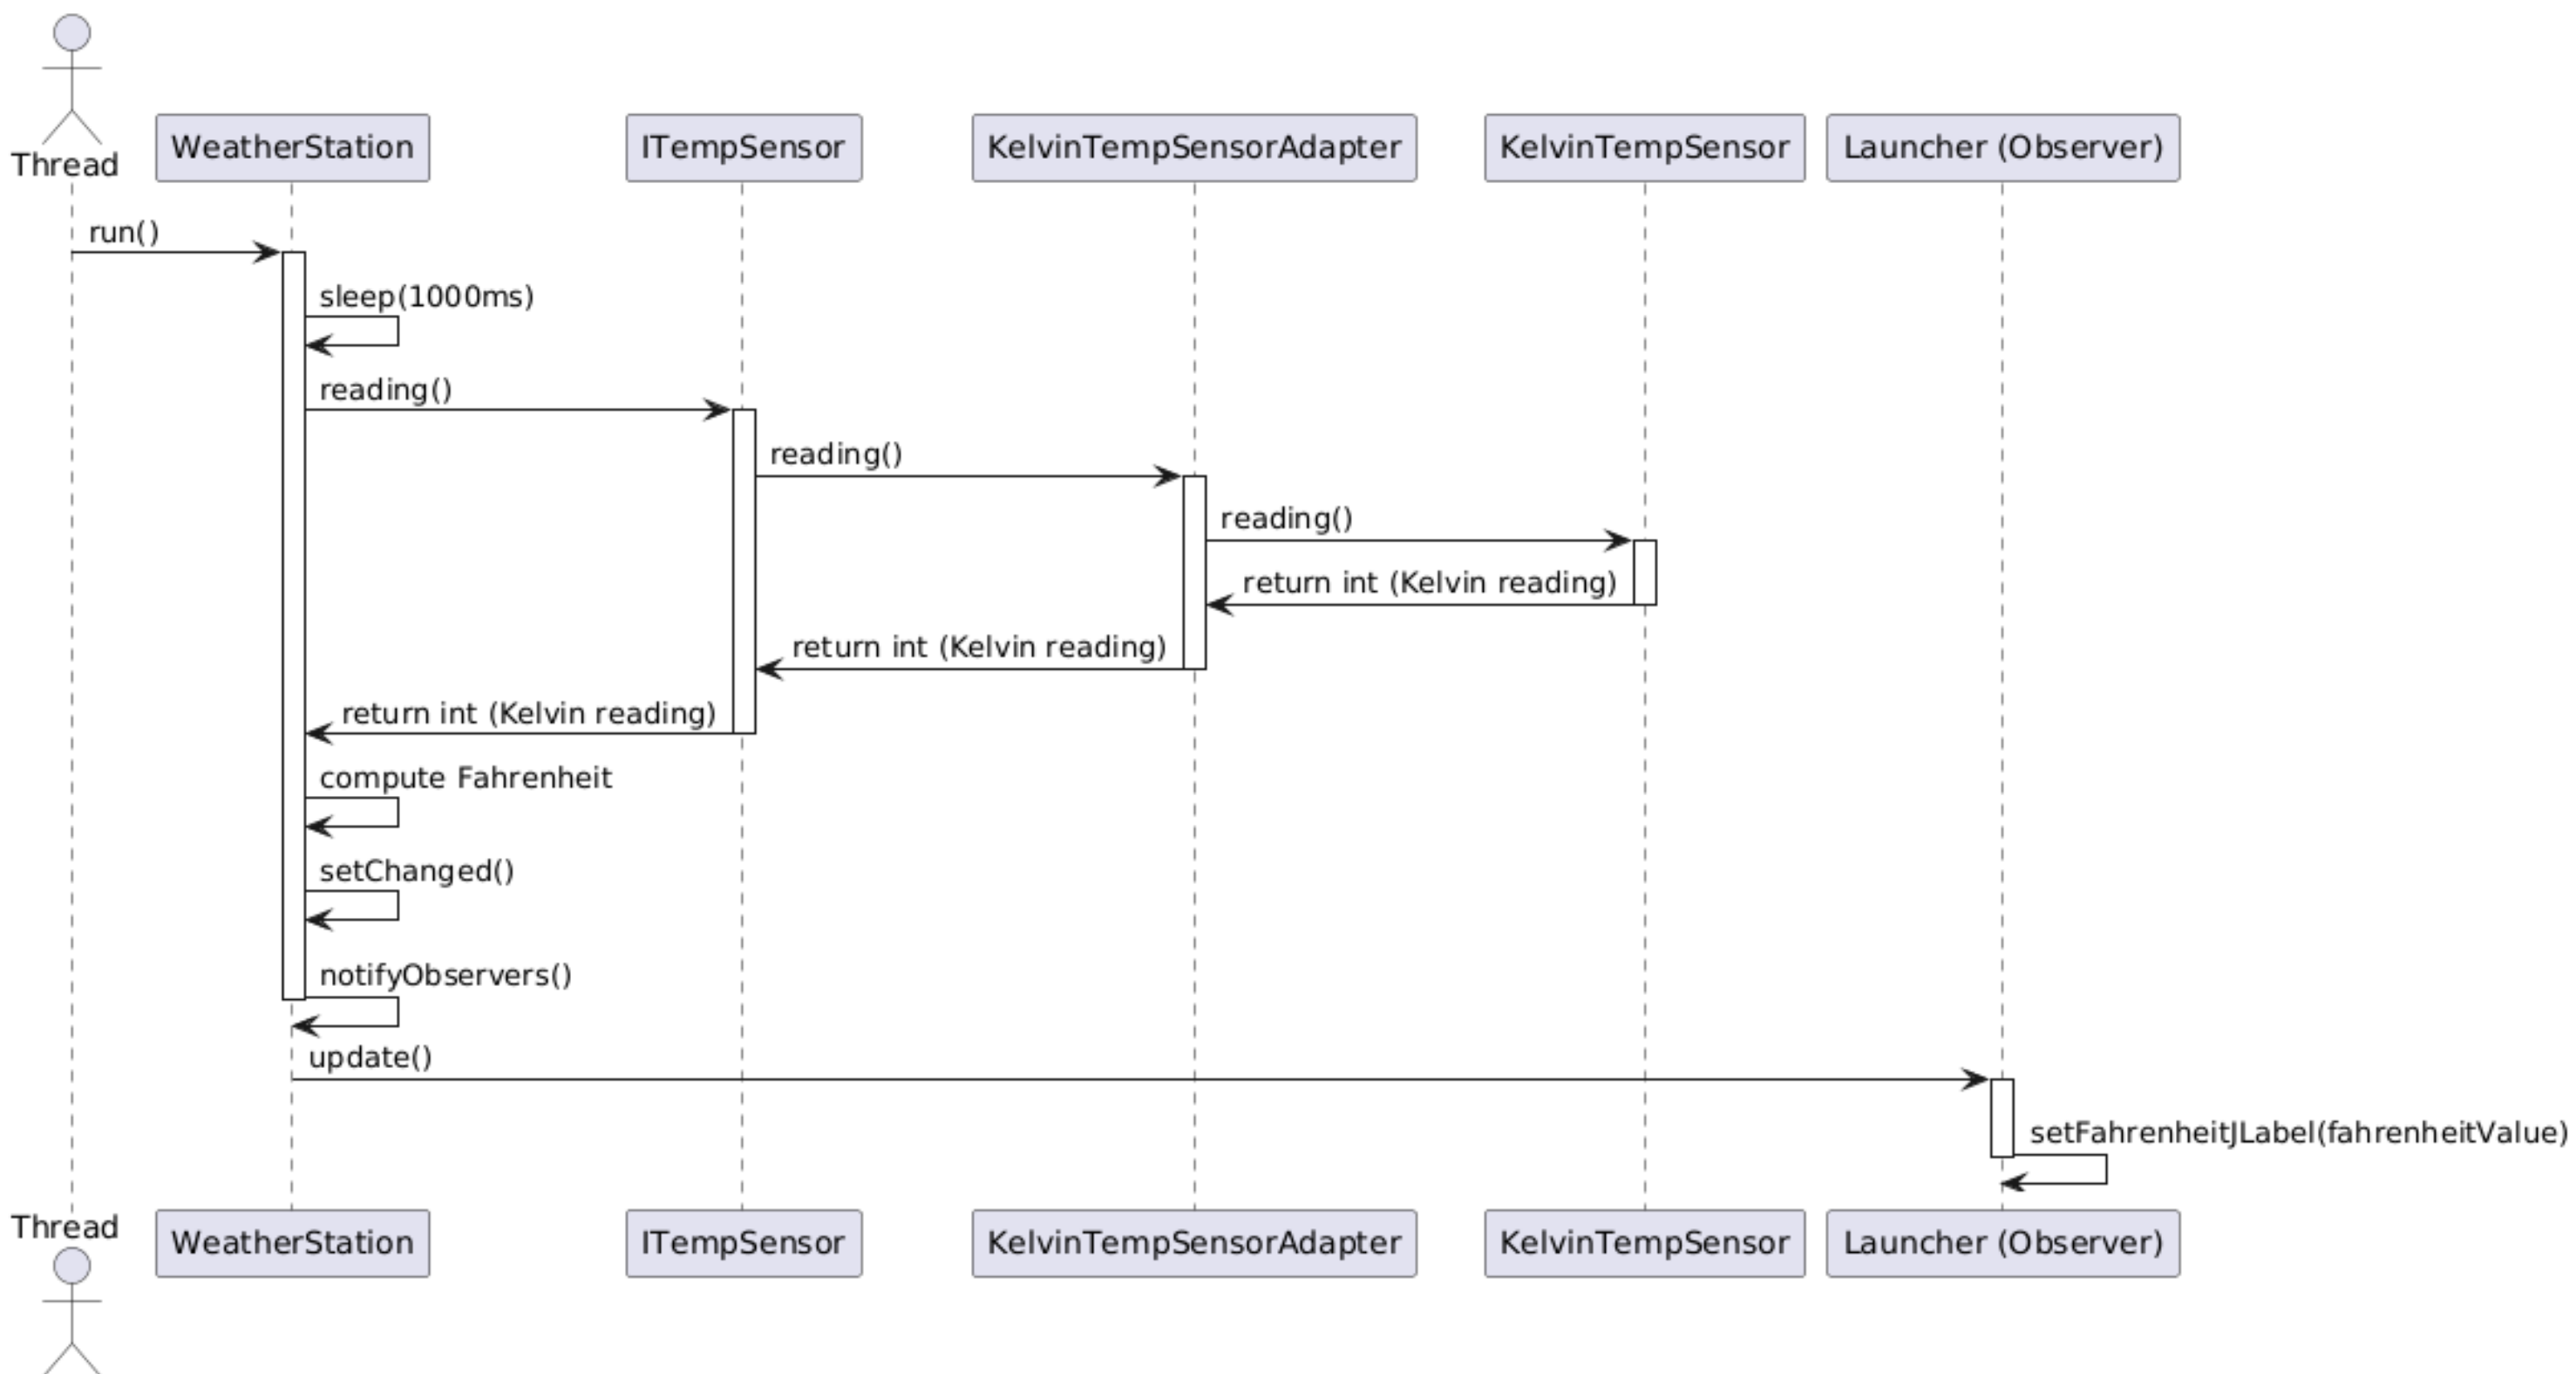 Thread
WeatherStation
ITempSensor
KelvinTempSensorAdapter
KelvinTempSensor
Launcher (Observer)
run()
sleep(1000ms)
reading()
reading()
reading()
return int (Kelvin reading)
return int (Kelvin reading)
return int (Kelvin reading)
compute Fahrenheit
setChanged()
notifyObservers()
update()
setFahrenheitJLabel(fahrenheitValue)
Thread
WeatherStation
ITempSensor
KelvinTempSensorAdapter
KelvinTempSensor
Launcher (Observer)